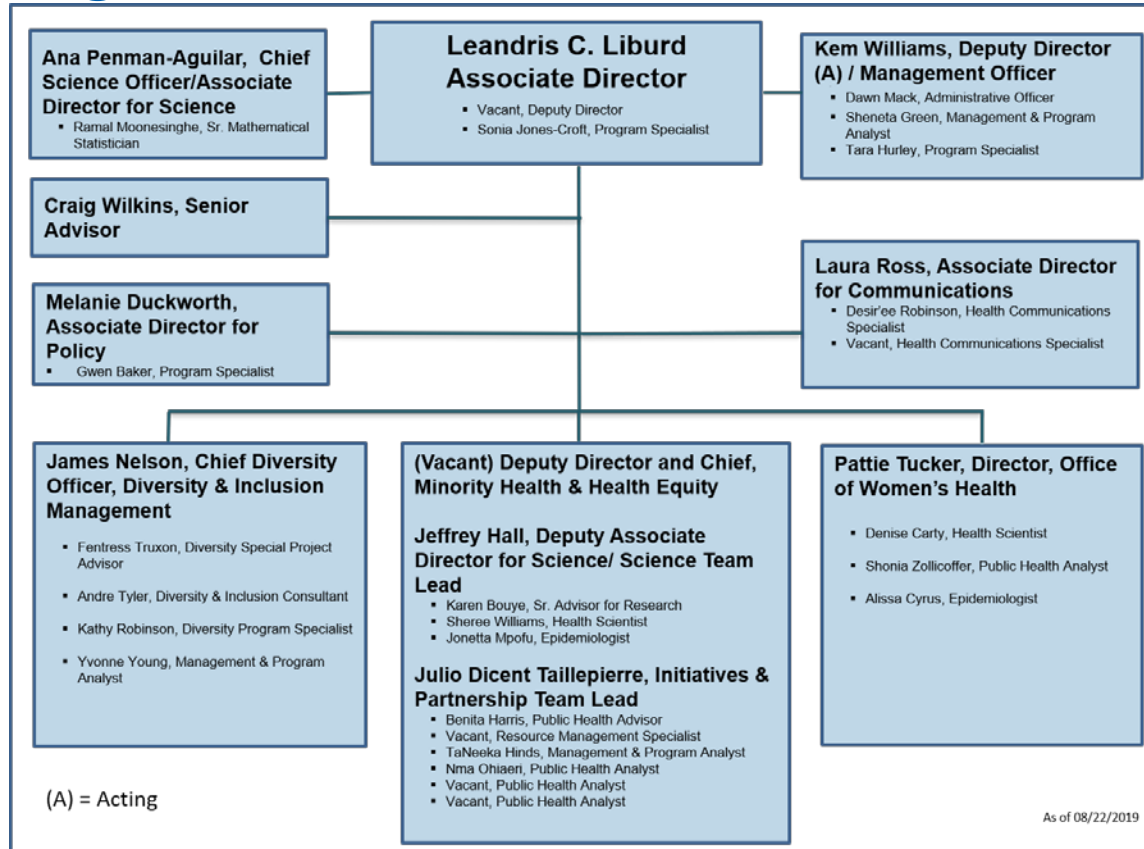 Ana Penman-Aguilar, Chief
Science Officer/Associate
Director for Science
▪ Ramal Moonesinghe, Sr. Mathematical
Statistician
Leandris C. Liburd
Associate Director
▪ Vacant, Deputy Director
▪ Sonia Jones-Croft, Program Specialist
Kem Williams, Deputy Director
(A) / Management Officer
▪ Dawn Mack, Administrative Officer
▪ Sheneta Green, Management & Program
Analyst
▪ Tara Hurley, Program Specialist
Craig Wilkins, Senior
Advisor
Melanie Duckworth,
Associate Director for
Policy
▪ Gwen Baker, Program Specialist
Laura Ross, Associate Director
for Communications
▪ Desir'ee Robinson, Health Communications
Specialist
▪ Vacant, Health Communications Specialist
James Nelson, Chief Diversity
Officer, Diversity & Inclusion
Management
▪ Fentress Truxon, Diversity Special Project
Advisor
▪ Andre Tyler, Diversity & Inclusion Consultant
▪ Kathy Robinson, Diversity Program Specialist
▪ Yvonne Young, Management & Program
Analyst
(Vacant) Deputy Director and Chief,
Minority Health & Health Equity
Jeffrey Hall, Deputy Associate
Director for Science/ Science Team
Lead
▪ Karen Bouye, Sr. Advisor for Research
▪ Sheree Williams, Health Scientist
▪ Jonetta Mpofu, Epidemiologist
Julio Dicent Taillepierre, Initiatives &
Partnership Team Lead
▪ Benita Harris, Public Health Advisor
▪ Vacant, Resource Management Specialist
▪ TaNeeka Hinds, Management & Program Analyst
▪ Nma Ohiaeri, Public Health Analyst
▪ Vacant, Public Health Analyst
▪ Vacant, Public Health Analyst
Pattie Tucker, Director, Office
of Women's Health
▪ Denise Carty, Health Scientist
▪ Shonia Zollicoffer, Public Health Analyst
▪ Alissa Cyrus, Epidemiologist
(A) = Acting
As of 08/22/2019